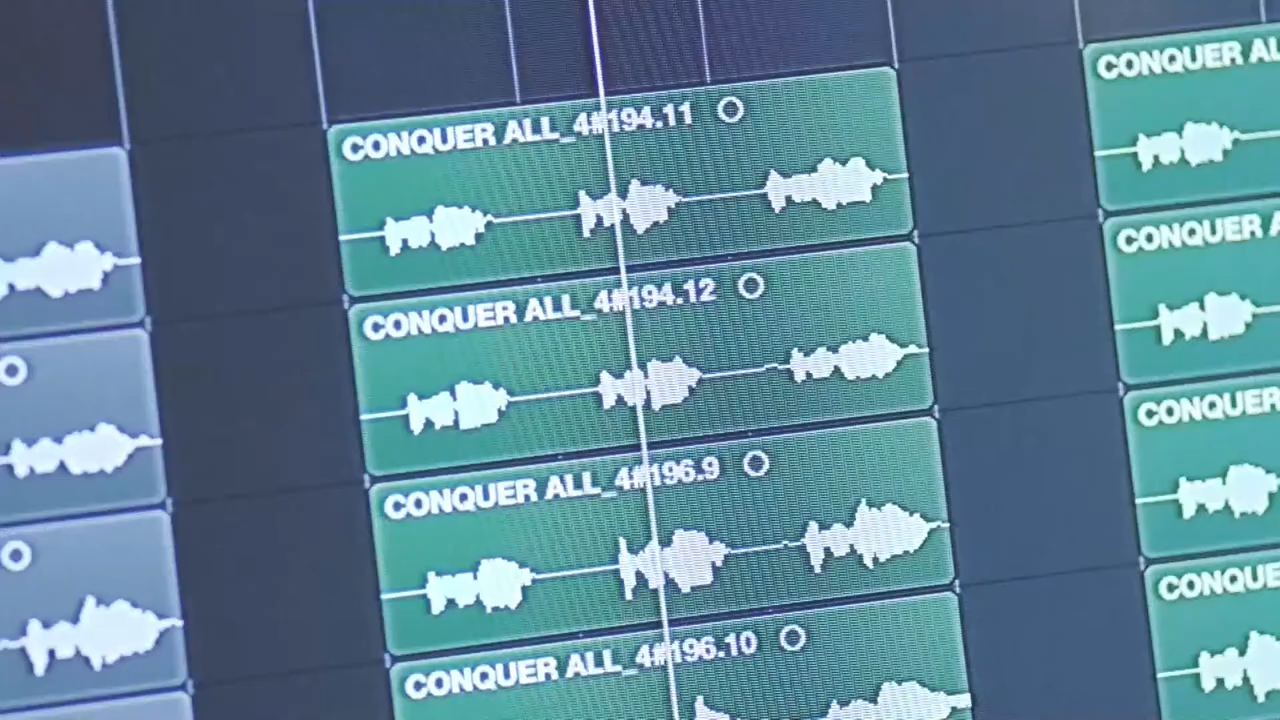 CONQUER ALL_4#194.11
CONQUER ALL_4#194.12
CONQUER ALL_4#196.9
CONQUER ALL_4#196.10
CONQUER AL
CONQUER A
CONQUER
CONQUE